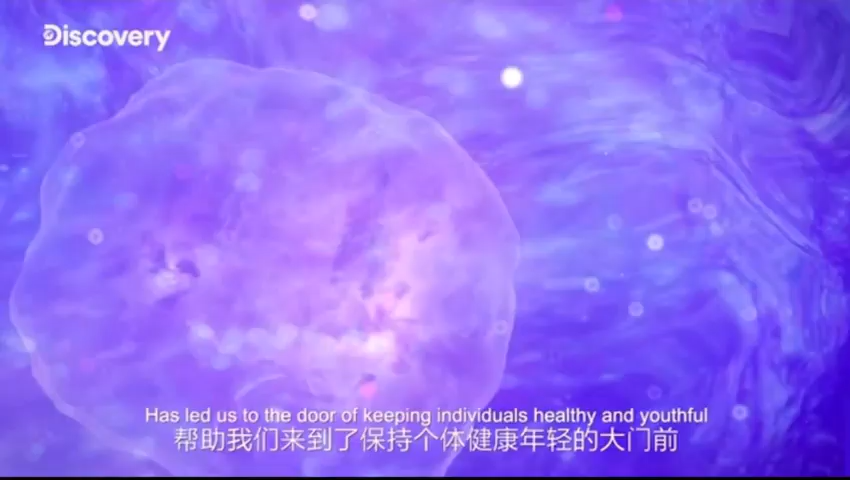 Discovery
Has led us to the door of keeping individuals healthy and youthful
帮助我们来到了保持个体健康年轻的大门前